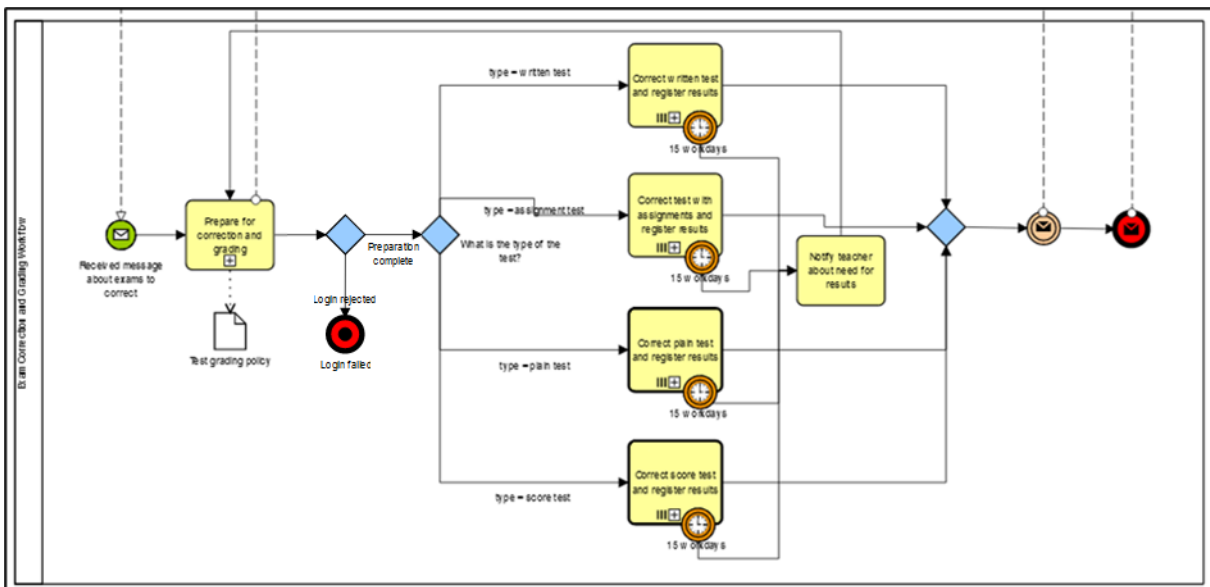 Exam Correction and Grading Workflow
Received message
about exams to
correct
Prepare for
correction and
grading
Test grading policy
Preparation
complete
Login rejected
Login failed
What is the type of the
test?
type = written test
Correct written test
and register results
15 workdays
type = assignment test
Correct test with
assignments and
register results
15 workdays
Notify teacher
about need for
results
type = plain test
Correct plain test
and register results
15 workdays
type = score test
Correct score test
and register results
15 workdays